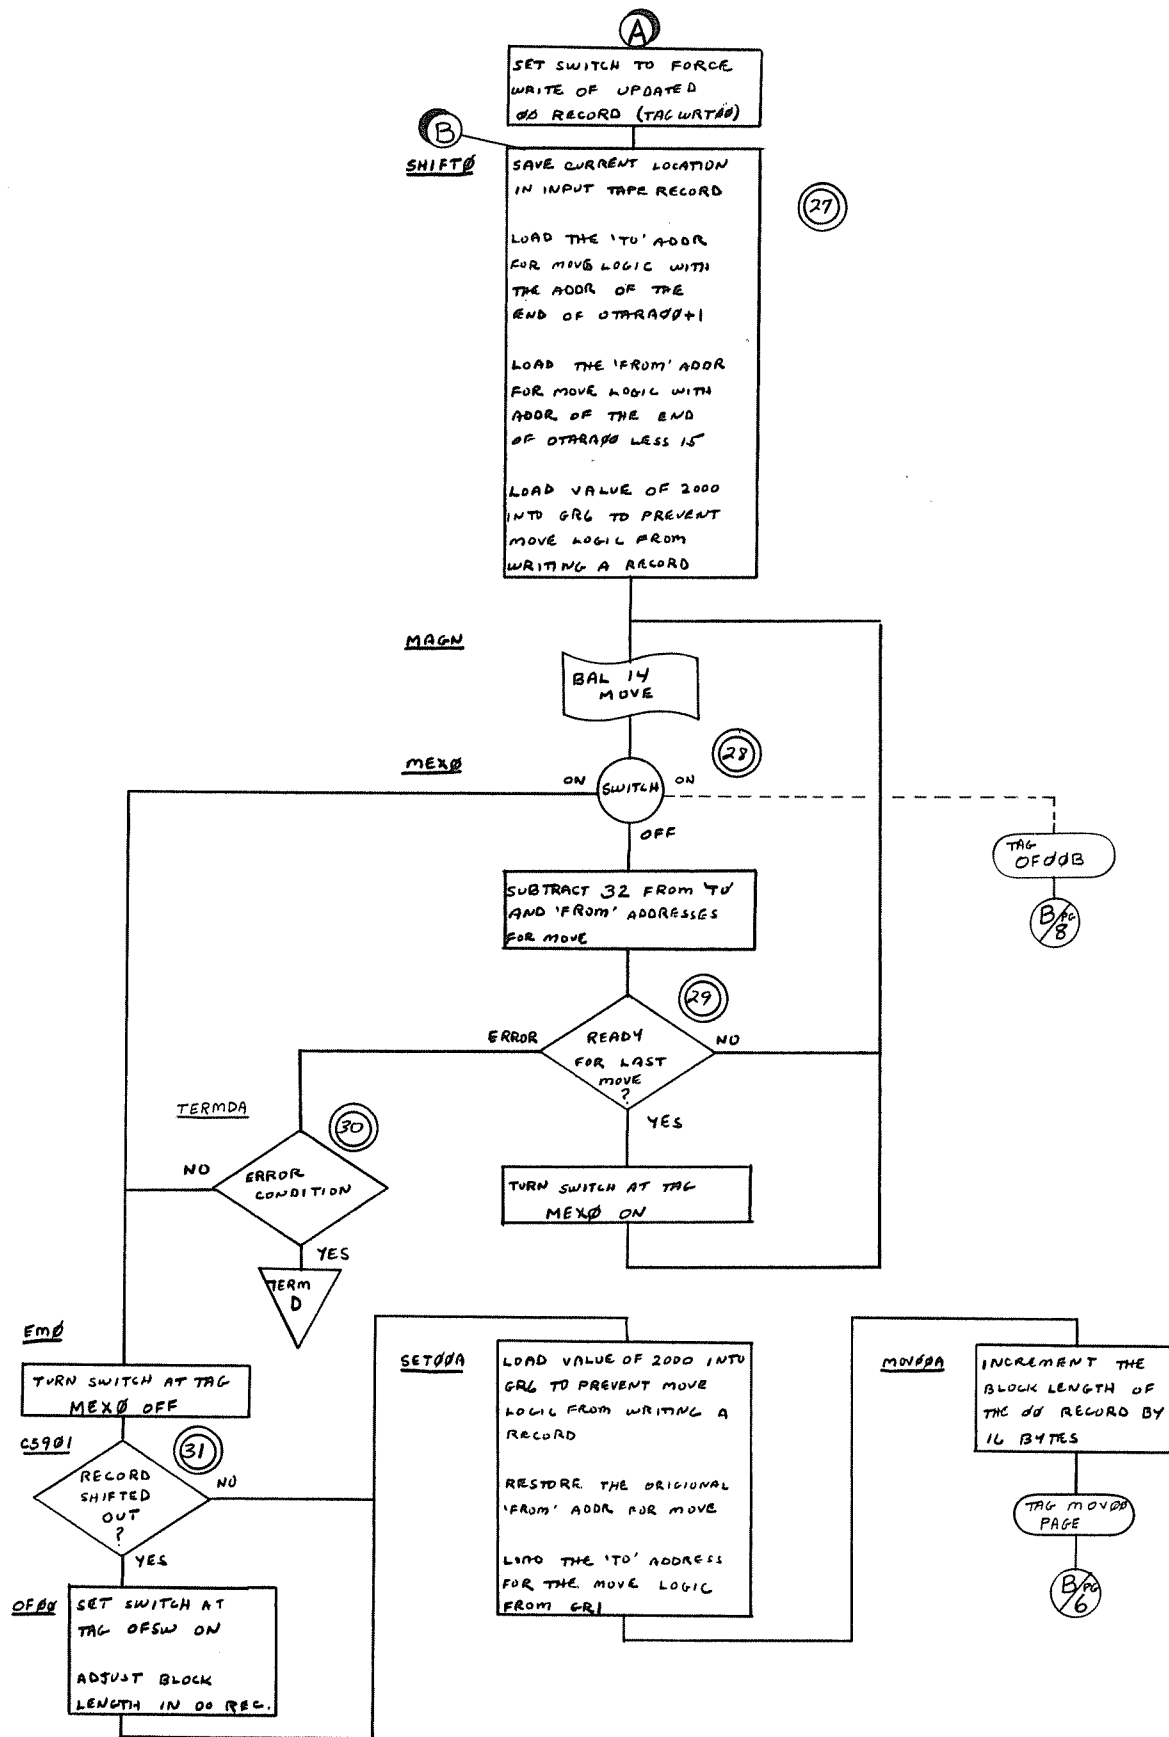 A
SET SWITCH TO FORCE
WRITE OF UPDATED
ØØ RECORD (TAGWRTØØ)
B
SHIFTØ
SAVE CURRENT LOCATION
IN INPUT TAPE RECORD
27
LOAD THE 'TO' ADDR
FOR MOVE LOGIC WITH
THE ADDR OF THE
END OF OTARAØØ+1
LOAD THE 'FROM' ADDR
FOR MOVE LOGIC WITH
ADDR OF THE END
OF OTARAØØ LESS 15
LOAD VALUE OF 2000
INTO GR6 TO PREVENT
MOVE LOGIC FROM
WRITING A RECORD
MAGN
BAL 14
MOVE
28
MEXØ
ON
SWITCH
ON
OFF
TAG
OFØØB
B/PG
8
SUBTRACT 32 FROM 'TO'
AND 'FROM' ADDRESSES
FOR MOVE
29
ERROR
READY
FOR LAST
MOVE
?
NO
YES
TERMDA
30
NO
ERROR
CONDITION
YES
TURN SWITCH AT TAG
MEXØ ON
TERM
D
EMØ
TURN SWITCH AT TAG
MEXØ OFF
CS9Ø1
31
RECORD
SHIFTED
OUT
?
NO
YES
OFØØ
SET SWITCH AT
TAG OFSW ON
ADJUST BLOCK
LENGTH IN 00 REC.
SETØØA
LOAD VALUE OF 2000 INTO
GR6 TO PREVENT MOVE
LOGIC FROM WRITING A
RECORD
RESTORE THE ORIGIONAL
'FROM' ADDR FOR MOVE
LOAD THE 'TO' ADDRESS
FOR THE MOVE LOGIC
FROM GR1
MOVØØA
INCREMENT THE
BLOCK LENGTH OF
THE ØØ RECORD BY
16 BYTES
TAG MOVØØ
PAGE
B/PG
6